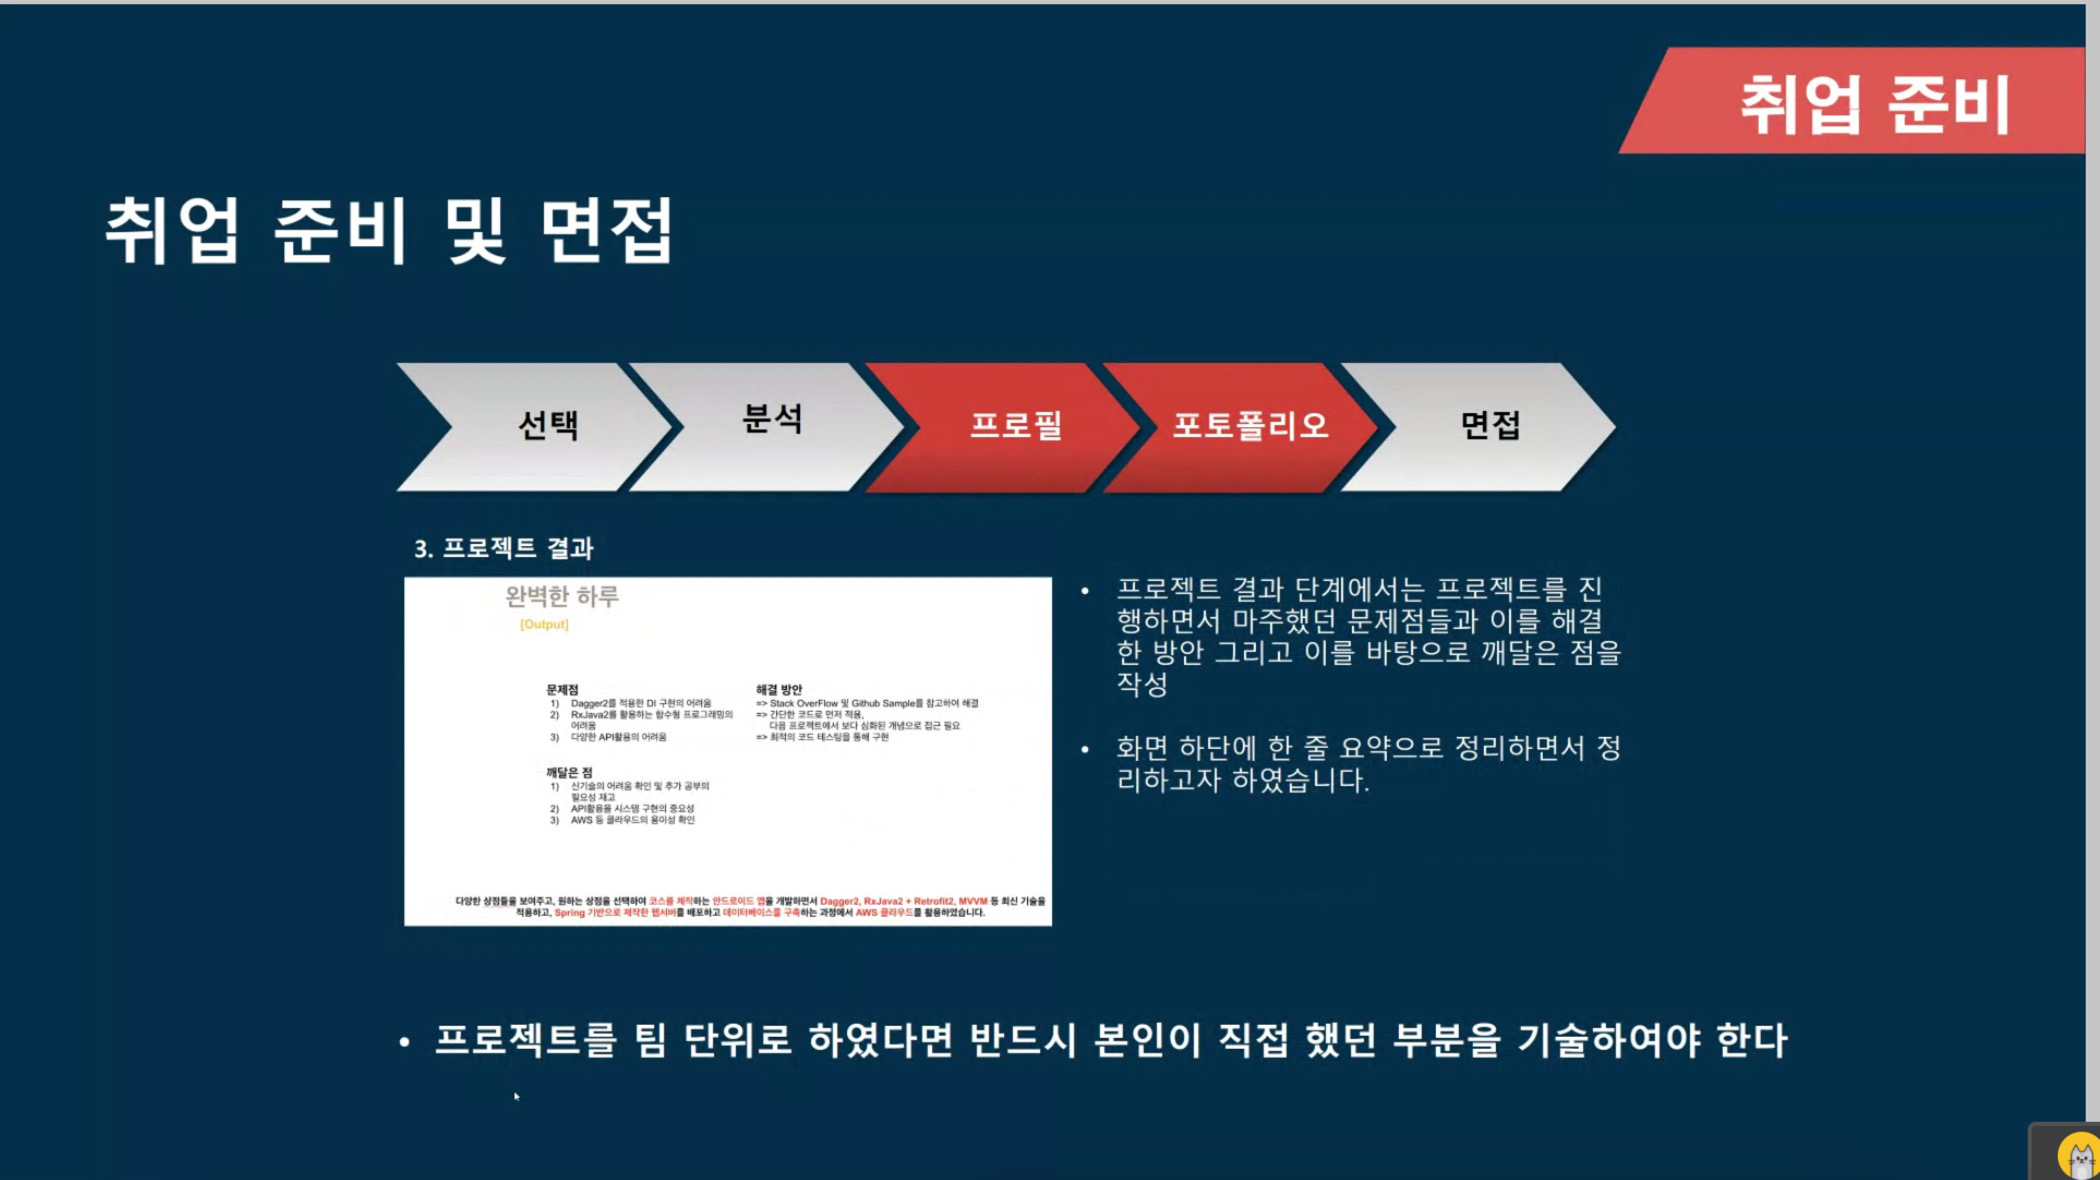 취업 준비
취업 준비 및 면접
선택
분석
프로필
포토폴리오
면접
3. 프로젝트 결과
완벽한 하루
[Output]
문제점
1) Dagger2를 적용한 DI 구현의 어려움
2) RxJava2를 활용하는 함수형 프로그래밍의
어려움
3) 다양한 API활용의 어려움
해결 방안
=> Stack OverFlow 및 Github Sample를 참고하여 해결
=> 간단한 코드로 먼저 적용,
다음 프로젝트에서 보다 심화된 개념으로 접근 필요
=> 최적의 코드 테스팅을 통해 구현
깨달은 점
1) 신기술의 어려움 확인 및 추가 공부의
필요성 재고
2) API활용을 시스템 구현의 중요성
3) AWS 등 클라우드의 용이성 확인
다양한 상점들을 보여주고, 원하는 상점을 선택하여 코스를 제작하는 안드로이드 앱을 개발하면서 Dagger2, RxJava2 + Retrofit2, MVVM 등 최신 기술을
적용하고, Spring 기반으로 제작한 웹서버를 배포하고 데이터베이스를 구축하는 과정에서 AWS 클라우드를 활용하였습니다.
• 프로젝트 결과 단계에서는 프로젝트를 진
행하면서 마주했던 문제점들과 이를 해결
한 방안 그리고 이를 바탕으로 깨달은 점을
작성
• 화면 하단에 한 줄 요약으로 정리하면서 정
리하고자 하였습니다.
• 프로젝트를 팀 단위로 하였다면 반드시 본인이 직접 했던 부분을 기술하여야 한다